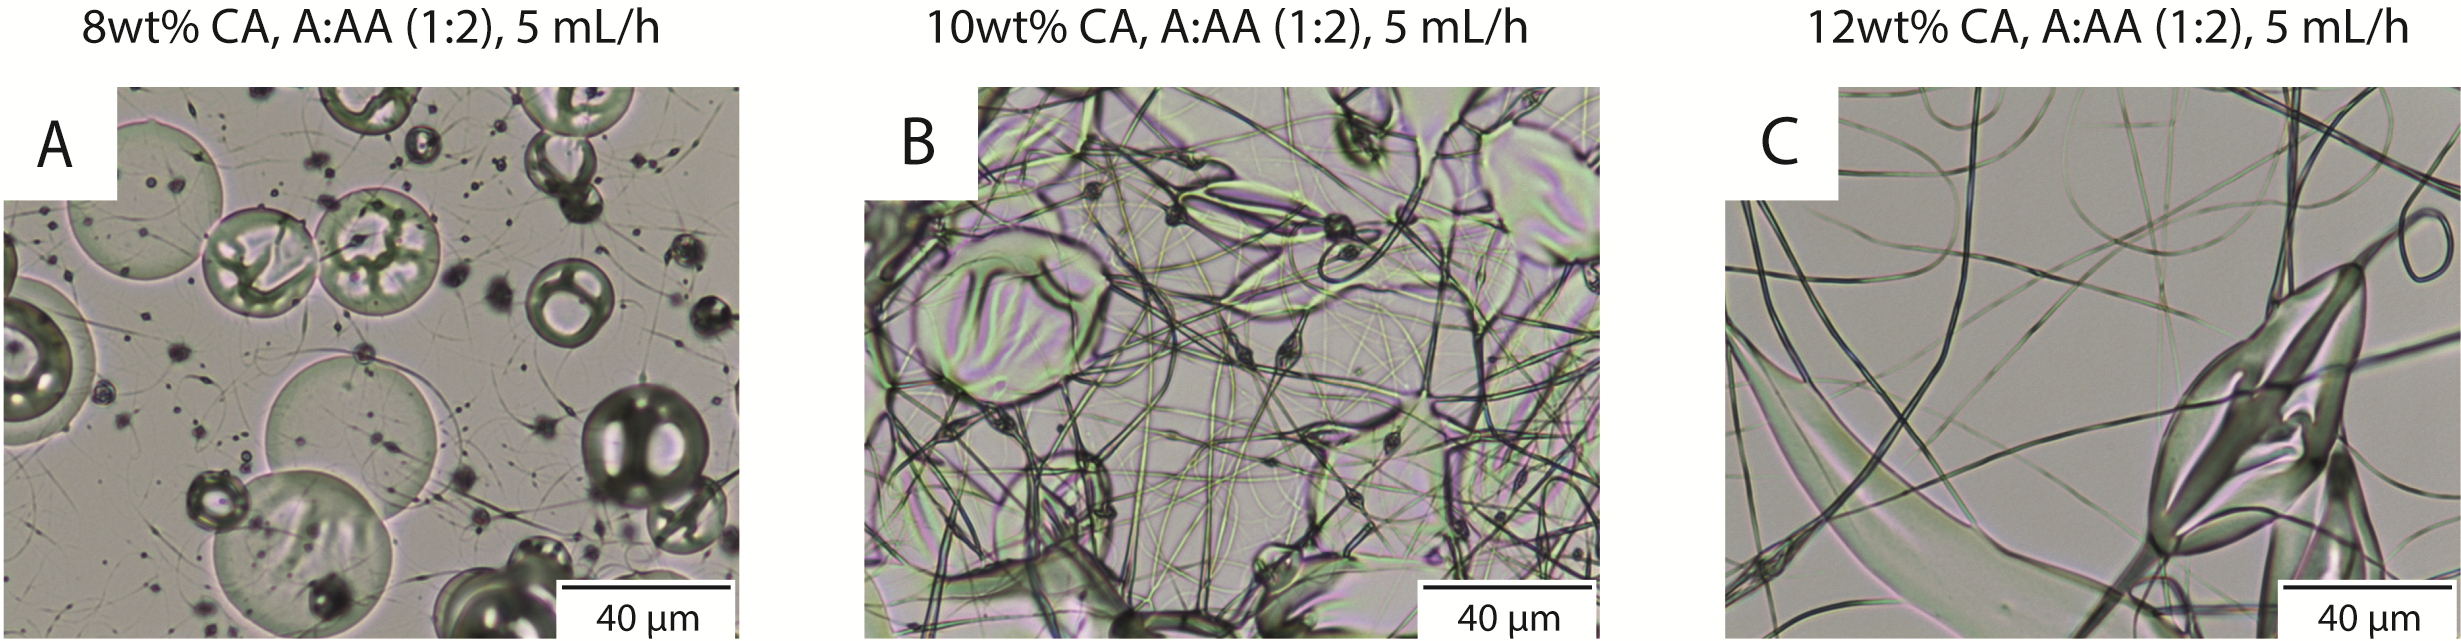 8wt% CA, A:AA (1:2), 5 mL/h
10wt% CA, A:AA (1:2), 5 mL/h
12wt% CA, A:AA (1:2), 5 mL/h
A
B
C
40 µm
40 µm
40 µm